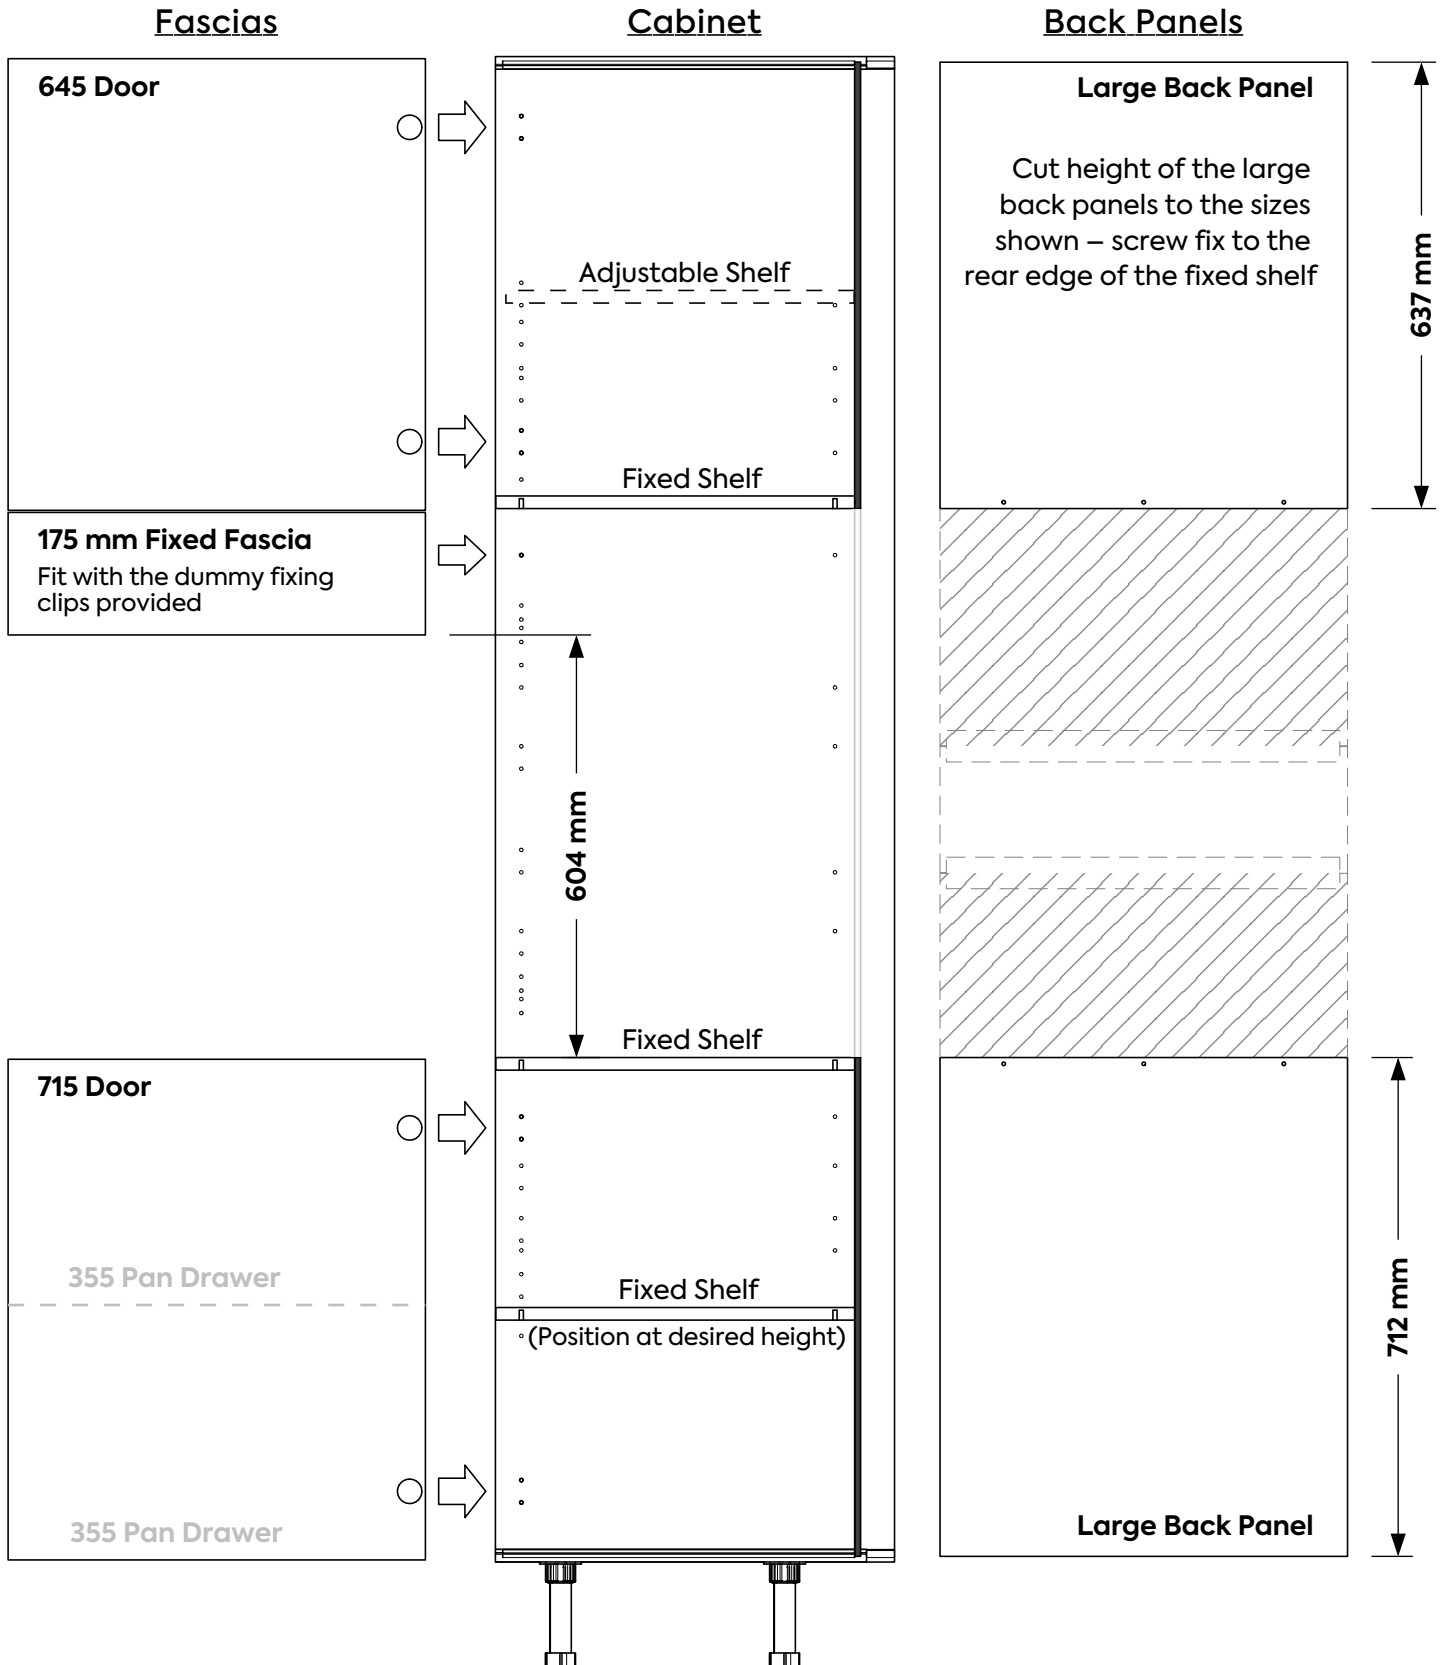 Fascias
Cabinet
Back Panels
645 Door
Large Back Panel
Cut height of the large
back panels to the sizes
shown – screw fix to the
rear edge of the fixed shelf
637 mm
Adjustable Shelf
Fixed Shelf
175 mm Fixed Fascia
Fit with the dummy fixing
clips provided
604 mm
Fixed Shelf
715 Door
355 Pan Drawer
Fixed Shelf
(Position at desired height)
712 mm
355 Pan Drawer
Large Back Panel